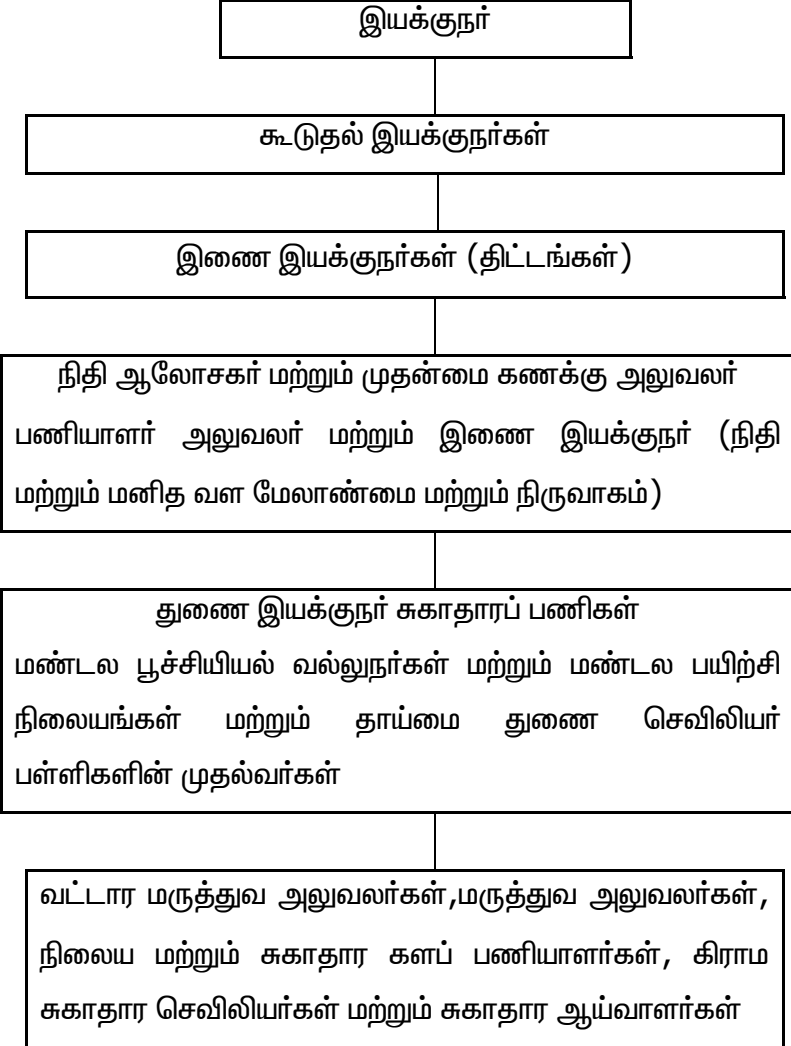 இயக்குநர்
கூடுதல் இயக்குநர்கள்
இணை இயக்குநர்கள் (திட்டங்கள்)
நிதி ஆலோசகர் மற்றும் முதன்மை கணக்கு அலுவலர்
பணியாளர் அலுவலர் மற்றும் இணை இயக்குநர் (நிதி
மற்றும் மனித வள மேலாண்மை மற்றும் நிருவாகம்)
துணை இயக்குநர் சுகாதாரப் பணிகள்
மண்டல பூச்சியியல் வல்லுநர்கள் மற்றும் மண்டல பயிற்சி
நிலையங்கள் மற்றும் தாய்மை துணை செவிலியர்
பள்ளிகளின் முதல்வர்கள்
வட்டார மருத்துவ அலுவலர்கள்,மருத்துவ அலுவலர்கள்,
நிலைய மற்றும் சுகாதார களப் பணியாளர்கள், கிராம
சுகாதார செவிலியர்கள் மற்றும் சுகாதார ஆய்வாளர்கள்